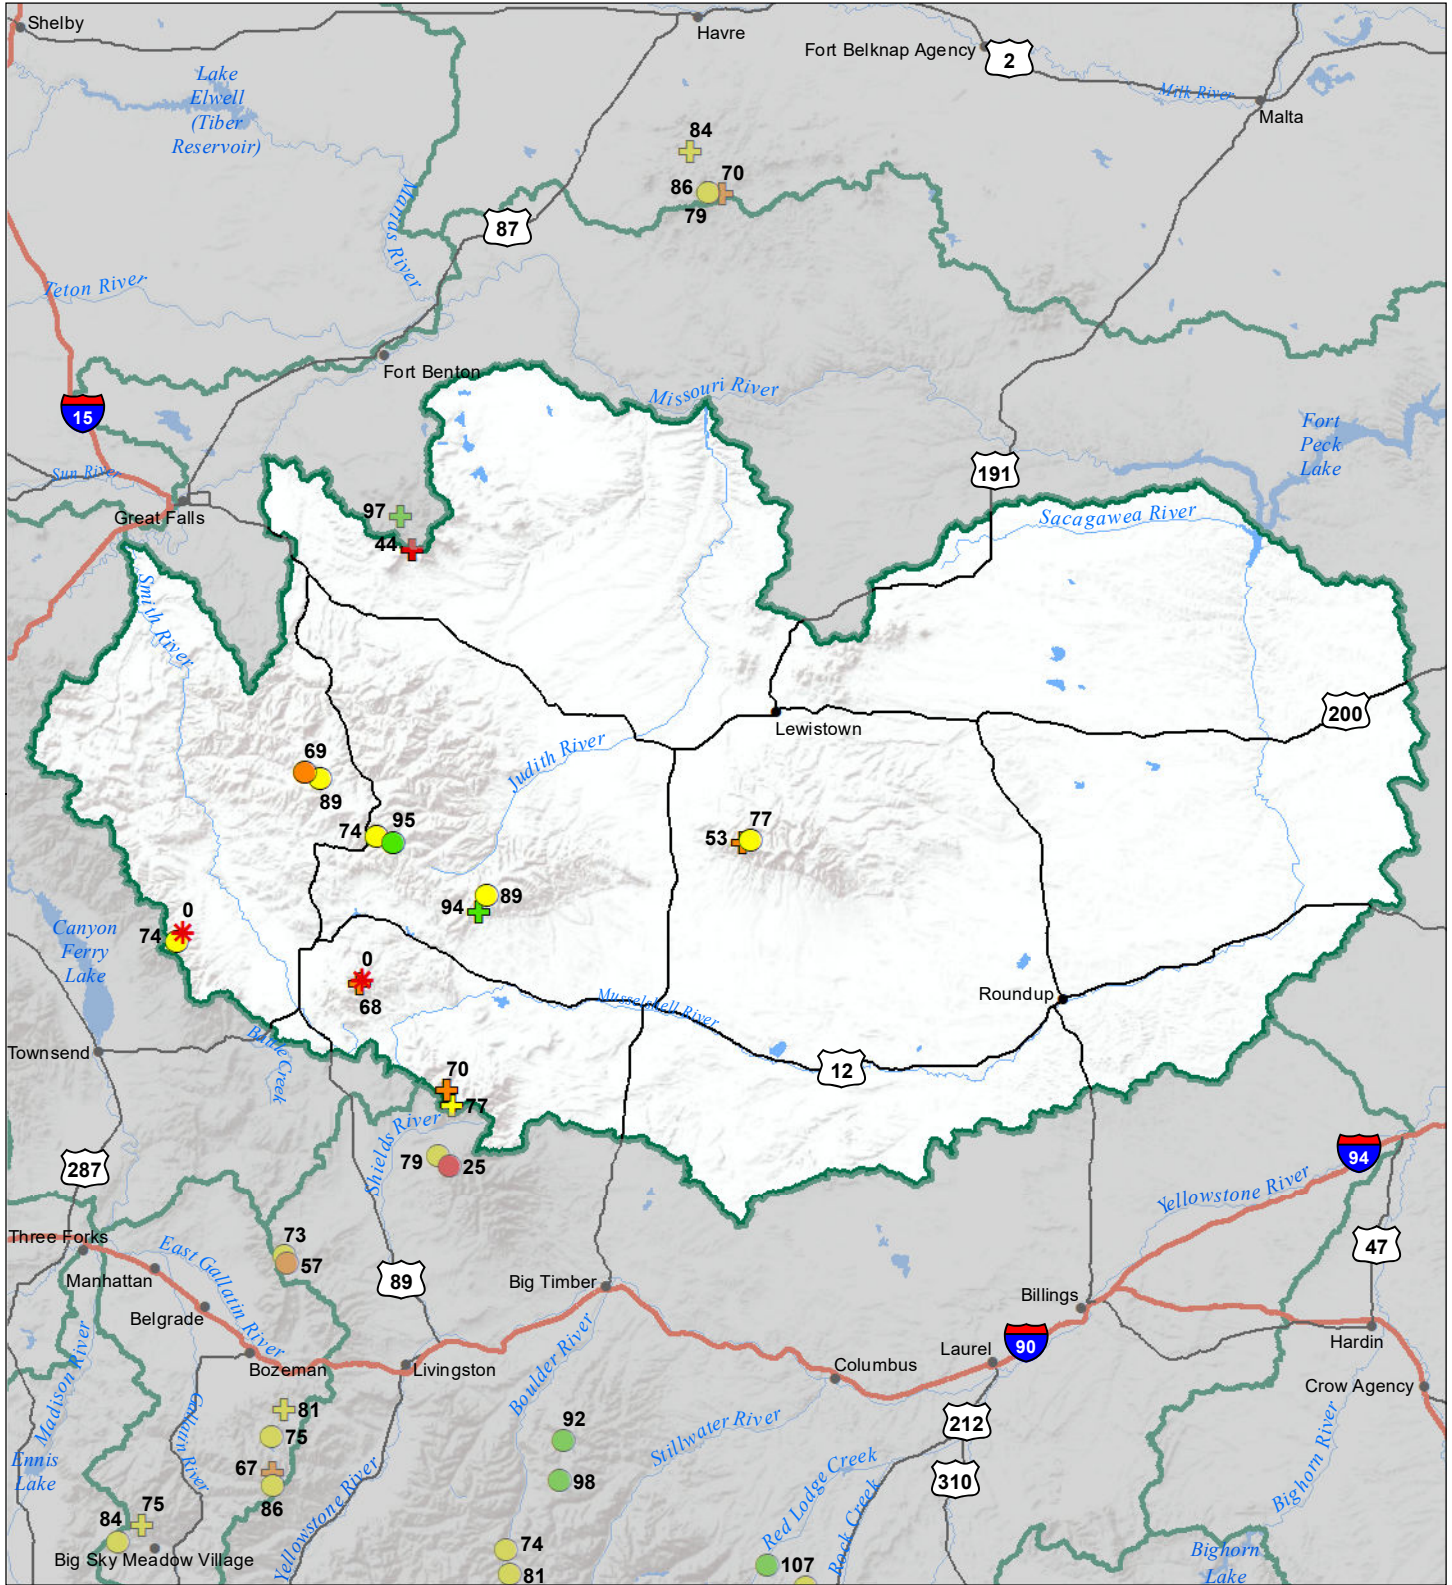 Shelby
Havre
Fort Belknap Agency
2
Lake
Elwell
(Tiber
Reservoir)
Milk River
Malta
84
86
70
79
Marias River
87
Teton River
Fort Benton
Missouri River
15
Fort
Peck
Lake
Sun River
191
Great Falls
97
44
Sacagawea River
Smith River
Lewistown
200
Judith River
69
89
74
95
77
53
89
94
0
74
Canyon
Ferry
Lake
0
68
Musselshell River
Roundup
Townsend
Battle Creek
12
70
77
Shields River
79
25
287
94
Yellowstone River
Three Forks
73
57
East Gallatin River
47
Manhattan
89
Big Timber
Billings
Belgrade
Boulder River
90
Hardin
Madison River
Bozeman
Livingston
Laurel
Columbus
Crow Agency
Gallatin River
81
75
92
Stillwater River
212
Ennis
Lake
67
98
Red Lodge Creek
310
86
Yellowstone River
Rock Creek
Bighorn River
75
84
Big Sky Meadow Village
74
81
107
Bighorn
Lake